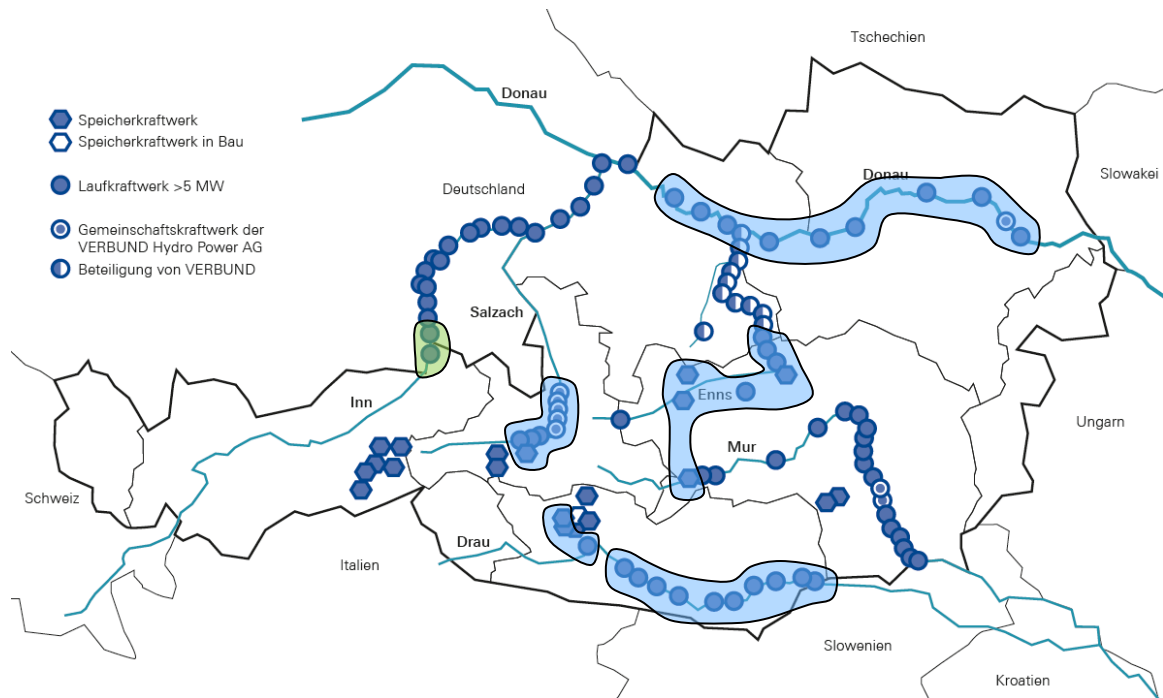 Tschechien
Donau
Speicherkraftwerk
Speicherkraftwerk in Bau
Laufkraftwerk >5 MW
Gemeinschaftskraftwerk der
VERBUND Hydro Power AG
Beteiligung von VERBUND
Deutschland
Donau
Slowakei
Salzach
Inn
Enns
Mur
Ungarn
Schweiz
Italien
Drau
Slowenien
Kroatien